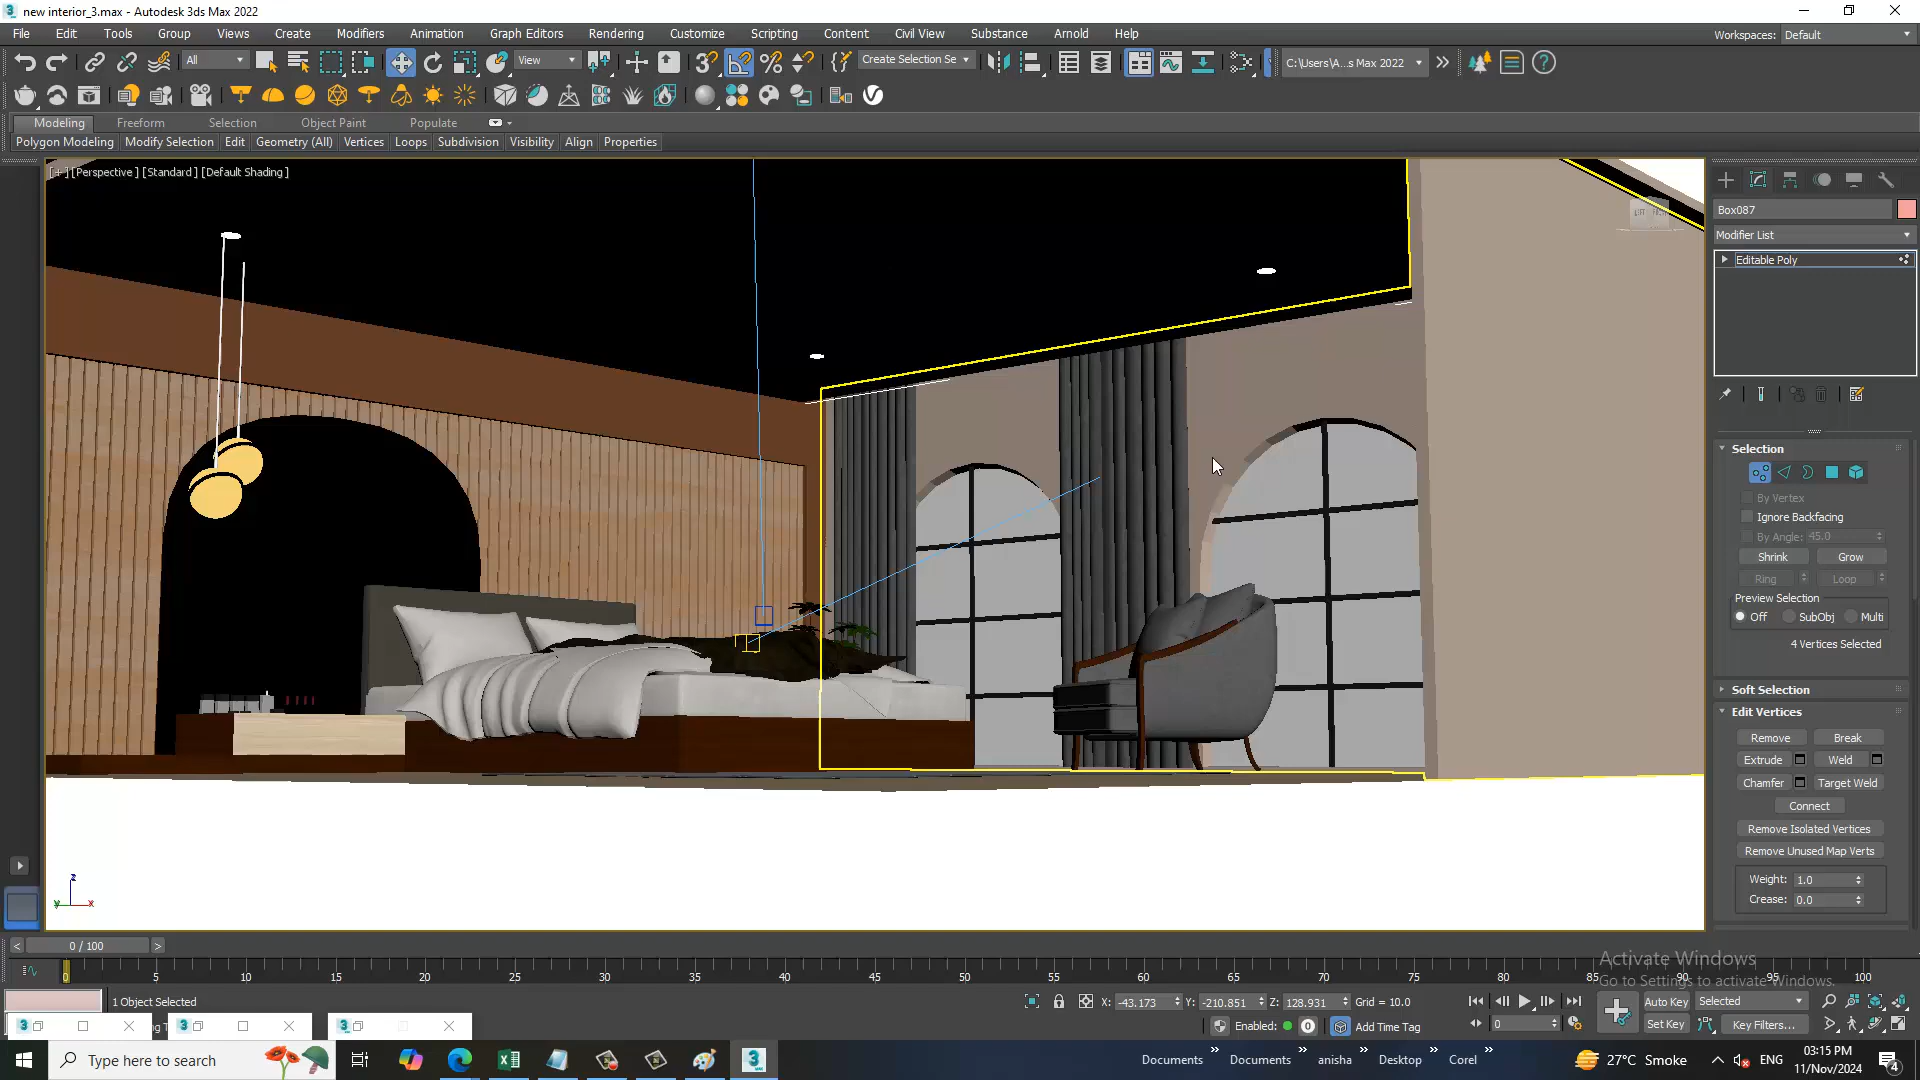 new interior_3.max - Autodesk 3ds Max 2022
File Edit Tools Group Views Create Modifiers Animation Graph Editors Rendering Customize Scripting Content Civil View Substance Arnold Help
Workspaces: Default
All View Create Selection Se C:\Users\A...s Max 2022
Modeling Freeform Selection Object Paint Populate
Polygon Modeling Modify Selection Edit Geometry (All) Vertices Loops Subdivision Visibility Align Properties
[+] [Perspective] [Standard] [Default Shading]
Box087
Modifier List
Editable Poly
Selection
By Vertex
Ignore Backfacing
By Angle: 45.0
Shrink Grow
Ring Loop
Preview Selection
Off SubObj Multi
4 Vertices Selected
Soft Selection
Edit Vertices
Remove Break
Extrude Weld
Chamfer Target Weld
Connect
Remove Isolated Vertices
Remove Unused Map Verts
Weight: 1.0
Crease: 0.0
z
y x
< 0 / 100 >
0 5 10 15 20 25 30 35 40 45 50 55 60 65 70 75 80 85 90 95 100
Activate Windows
Go to Settings to activate Windows.
1 Object Selected
X: -43.173 Y: -210.851 Z: 128.931 Grid = 10.0
Auto Key Selected
Enabled: 0 Add Time Tag
0
Set Key Key Filters...
Type here to search
Documents Documents anisha Desktop Corel
27°C Smoke
ENG
03:15 PM
11/Nov/2024
4